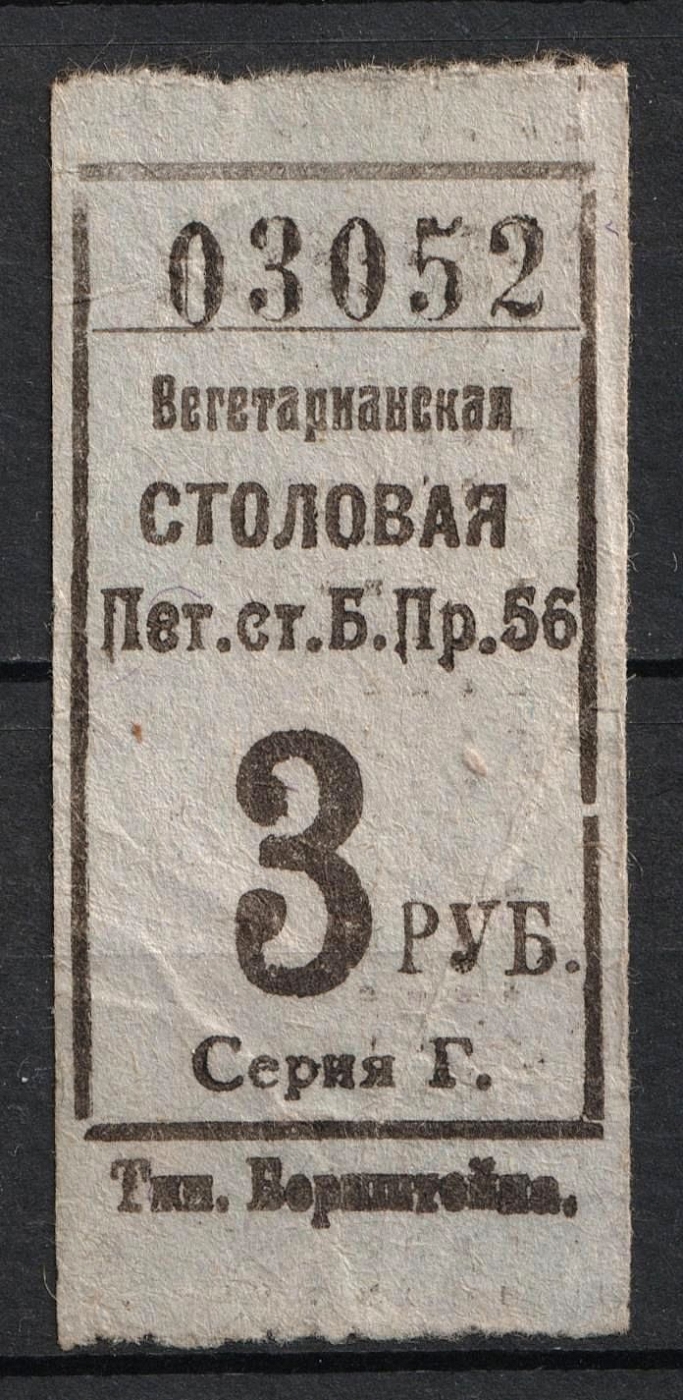 03052
Вегетарианская
СТОЛОВАЯ
Пет.ст.Б.Пр.56
3 РУБ.
Серия Г.
Тип. Бернштейна.